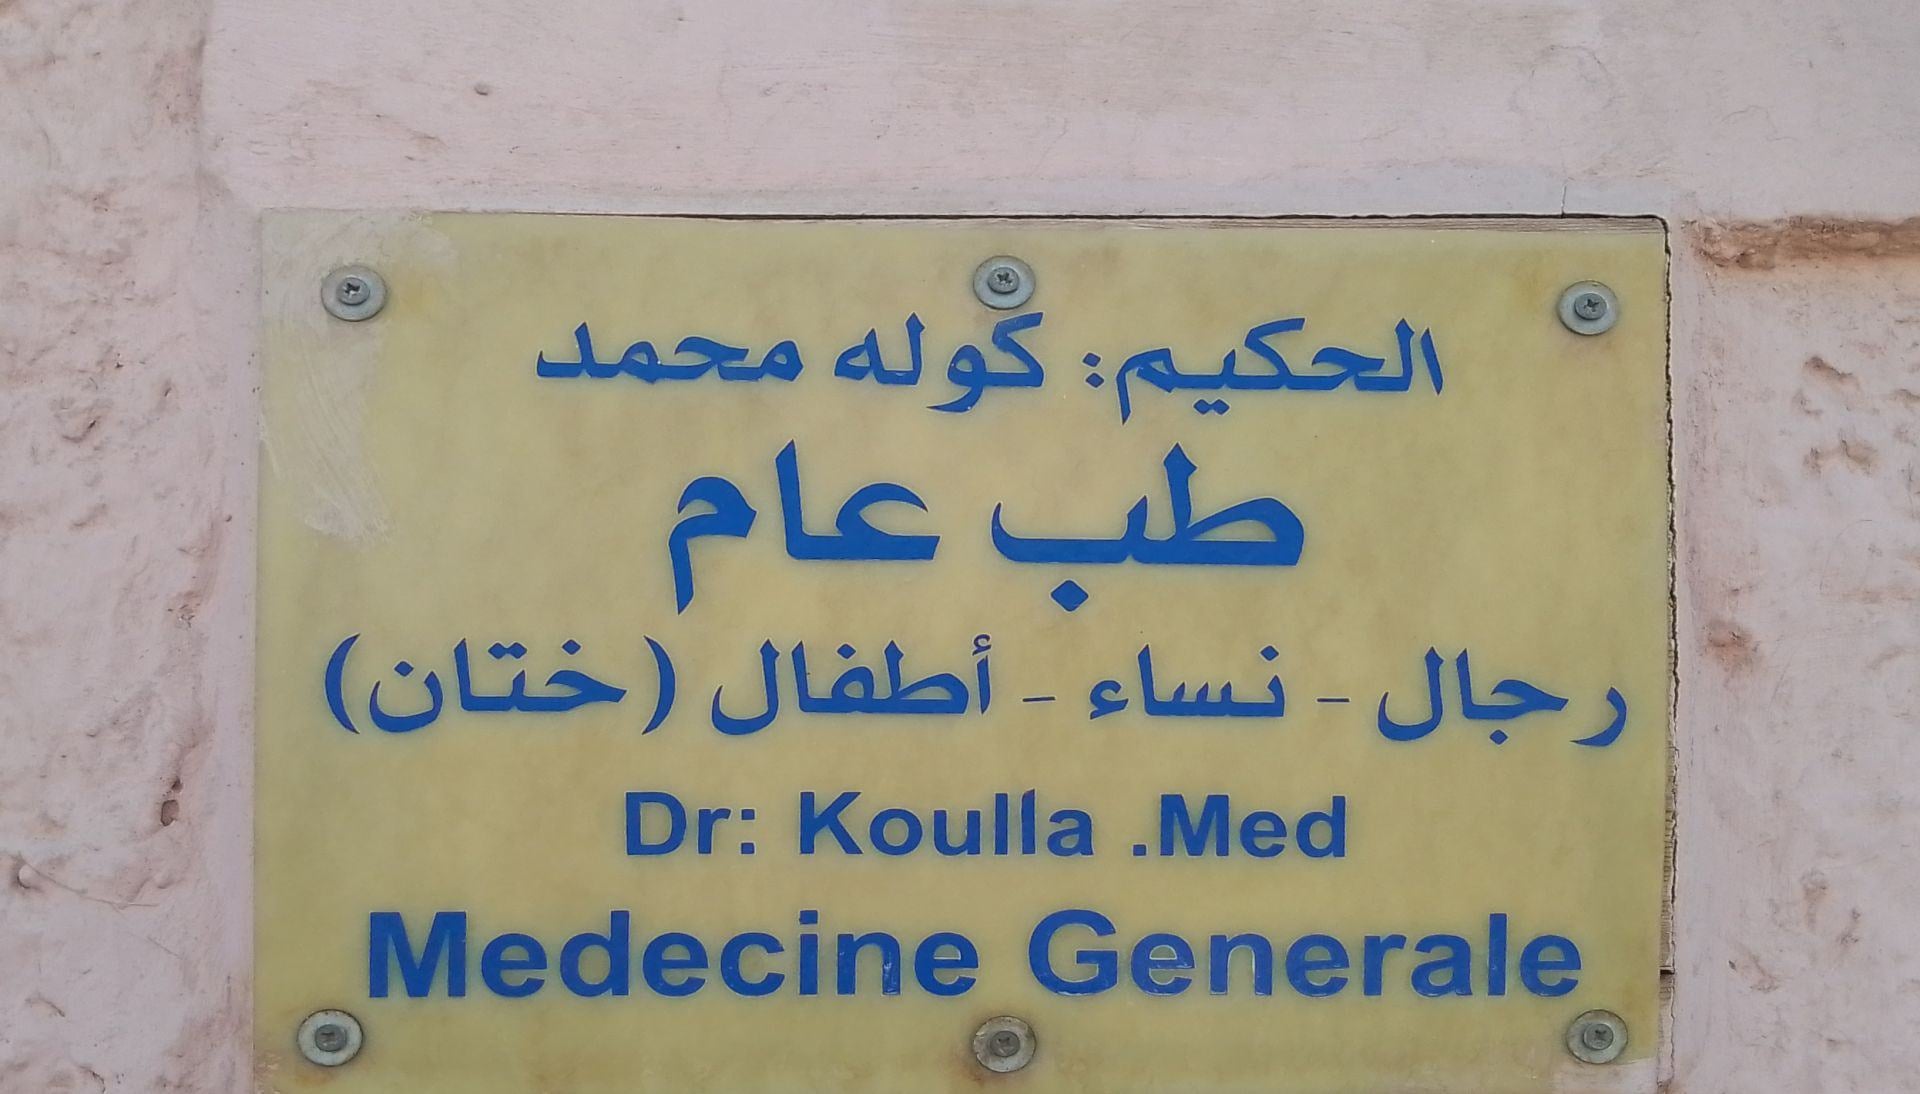 الحكيم: كوله محمد
طب عام
رجال - نساء - أطفال (ختان)
Dr: Koulla .Med
Medecine Generale